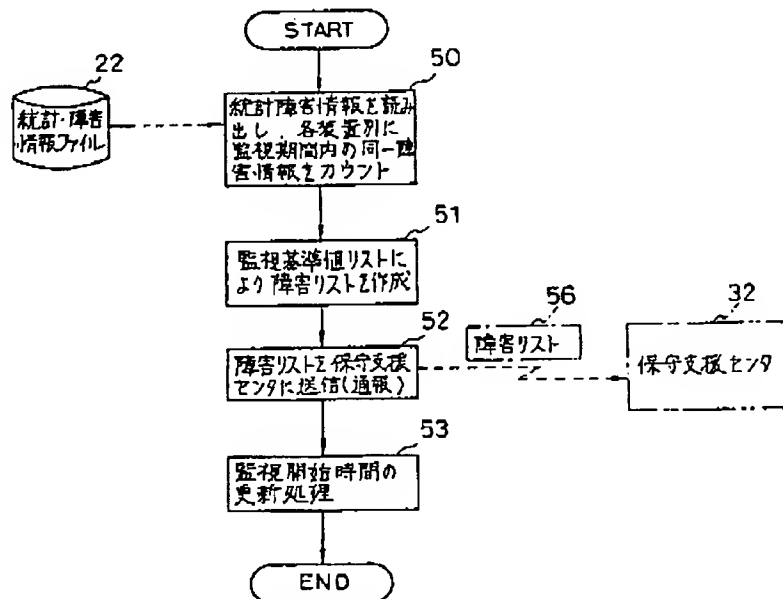 START
50
22
統計・障害
情報ファイル
統計障害情報を読み
出し、各装置別に
監視期間内の同一障
害情報をカウント
51
監視基準値リストに
より障害リストを作成
52
障害リストを保守支援
センタに送信(通報)
56
障害リスト
32
保守支援センタ
53
監視開始時間の
更新処理
END